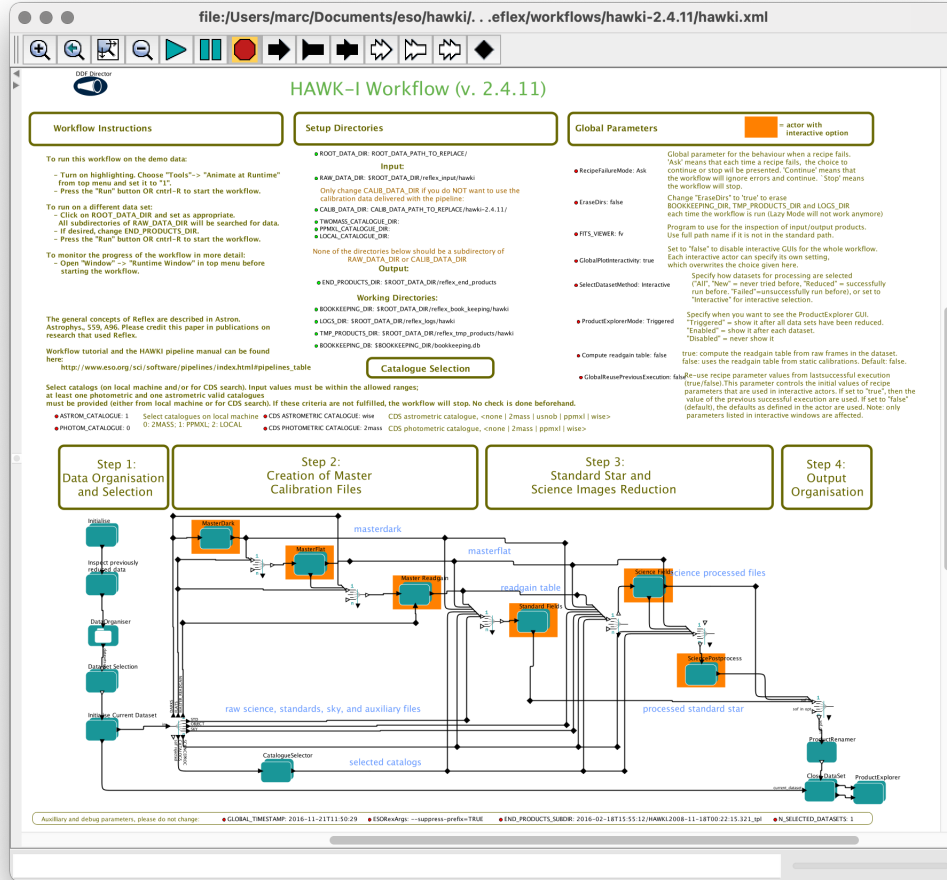 file:/Users/marc/Documents/eso/hawki/. . .eflex/workflows/hawki-2.4.11/hawki.xml
DDF Director
HAWK-I Workflow (v. 2.4.11)
Workflow Instructions
Setup Directories
Global Parameters
= actor with
interactive option
To run this workflow on the demo data:
- Turn on highlighting. Choose "Tools"-> "Animate at Runtime"
from top menu and set it to "1".
- Press the "Run" button OR cntrl-R to start the workflow.
To run on a different data set:
- Click on ROOT_DATA_DIR and set as appropriate.
All subdirectories of RAW_DATA_DIR will be searched for data.
- If desired, change END_PRODUCTS_DIR.
- Press the "Run" button OR cntrl-R to start the workflow.
To monitor the progress of the workflow in more detail:
- Open "Window" -> "Runtime Window" in top menu before
starting the workflow.
The general concepts of Reflex are described in Astron.
Astrophys., 559, A96. Please credit this paper in publications on
research that used Reflex.
Workflow tutorial and the HAWKI pipeline manual can be found
here:
http://www.eso.org/sci/software/pipelines/index.html#pipelines_table
ROOT_DATA_DIR: ROOT_DATA_PATH_TO_REPLACE/
Input:
RAW_DATA_DIR: $ROOT_DATA_DIR/reflex_input/hawki
Only change CALIB_DATA_DIR if you do NOT want to use the
calibration data delivered with the pipeline:
CALIB_DATA_DIR: CALIB_DATA_PATH_TO_REPLACE/hawki-2.4.11/
TWOMASS_CATALOGUE_DIR:
PPMXL_CATALOGUE_DIR:
LOCAL_CATALOGUE_DIR:
None of the directories below should be a subdirectory of
RAW_DATA_DIR or CALIB_DATA_DIR
Output:
END_PRODUCTS_DIR: $ROOT_DATA_DIR/reflex_end_products
Working Directories:
BOOKKEEPING_DIR: $ROOT_DATA_DIR/reflex_book_keeping/hawki
LOGS_DIR: $ROOT_DATA_DIR/reflex_logs/hawki
TMP_PRODUCTS_DIR: $ROOT_DATA_DIR/reflex_tmp_products/hawki
BOOKKEEPING_DB: $BOOKKEEPING_DIR/bookkeeping.db
Catalogue Selection
RecipeFailureMode: Ask
Global parameter for the behaviour when a recipe fails.
'Ask' means that each time a recipe fails, the choice to
continue or stop wil be presented. 'Continue' means that the
workflow will ignore errors and continue. 'Stop' means
the workflow will stop.
EraseDirs: false
Change "EraseDirs" to "true' to erase
BOOKKEEPING_DIR, TMP_PRODUCTS_DIR and LOGS_DIR
each time the workflow is run (Lazy Mode will not work anymore)
FITS_VIEWER: fv
Program to use for the inspection of input/output products.
Use full path name if it is not in the standard path.
GlobalPlotInteractivity: true
Set to "false" to disable interactive GUIs for the whole workflow.
Each interactive actor can specify its own setting,
which overwrites the choice given here.
SelectDatasetMethod: Interactive
Specify how datasets for processing are selected
("All", "New" = never tried before, "Reduced" = successfully
run before. "Failed"=unsuccessfully run before), or set to
"Interactive" for interactive selection.
ProductExplorerMode: Triggered
Specify when you want to see the ProductExplorer GUI.
"Triggered" = show it after all data sets have been reduced.
"Enabled" = show it after each dataset.
"Disabled" = never show it
Compute readgain table: false
true: compute the readgain table from raw frames in the dataset.
false: uses the readgain table from static calibrations. Default: false.
GlobalReusePreviousExecution: false
Re-use recipe parameter values from lastsuccessful execution
(true/false).This parameter controls the initial values of recipe
parameters that are used in interactive actors. If set to "true", then the
value of the previous successful execution are used. If set to "false"
(default), the defaults as defined in the actor are used. Note: only
parameters listed in interactive windows are affected.
Select catalogs (on local machine and/or for CDS search). Input values must be within the allowed ranges;
at least one photometric and one astrometric valid catalogues
must be provided (either from local machine or for CDS search). If these criteria are not fulfilled, the workflow will stop. No check is done beforehand.
ASTROM_CATALOGUE: 1
PHOTOM_CATALOGUE: 0
Select catalogues on local machine
0: 2MASS; 1: PPMXL; 2: LOCAL
CDS ASTROMETRIC CATALOGUE: wise
CDS astrometric catalogue, <none | 2mass | usnob | ppmxl | wise>
CDS PHOTOMETRIC CATALOGUE: 2mass
CDS photometric catalogue, <none | 2mass | ppmxl | wise>
Step 1:
Data Organisation
and Selection
Step 2:
Creation of Master
Calibration Files
Step 3:
Standard Star and
Science Images Reduction
Step 4:
Output
Organisation
Initialise
Inspect previously
reduced data
DataOrganiser
Dataset Selection
Initialise Current Dataset
MasterDark
masterdark
MasterFlat
masterflat
Master Readgain
readgain table
Standard Fields
Science Fields
science processed files
SciencePostprocess
raw science, standards, sky, and auxiliary files
processed standard star
CatalogueSelector
selected catalogs
ProductRenamer
Close DataSet
ProductExplorer
current_dataset
Auxiliary and debug parameters, please do not change:
GLOBAL_TIMESTAMP: 2016-11-21T11:50:29
ESORexArgs: --suppress-prefix=TRUE
END_PRODUCTS_SUBDIR: 2016-02-18T15:55:12/HAWKI.2008-11-18T00:22:15.321_tpl
N_SELECTED_DATASETS: 1